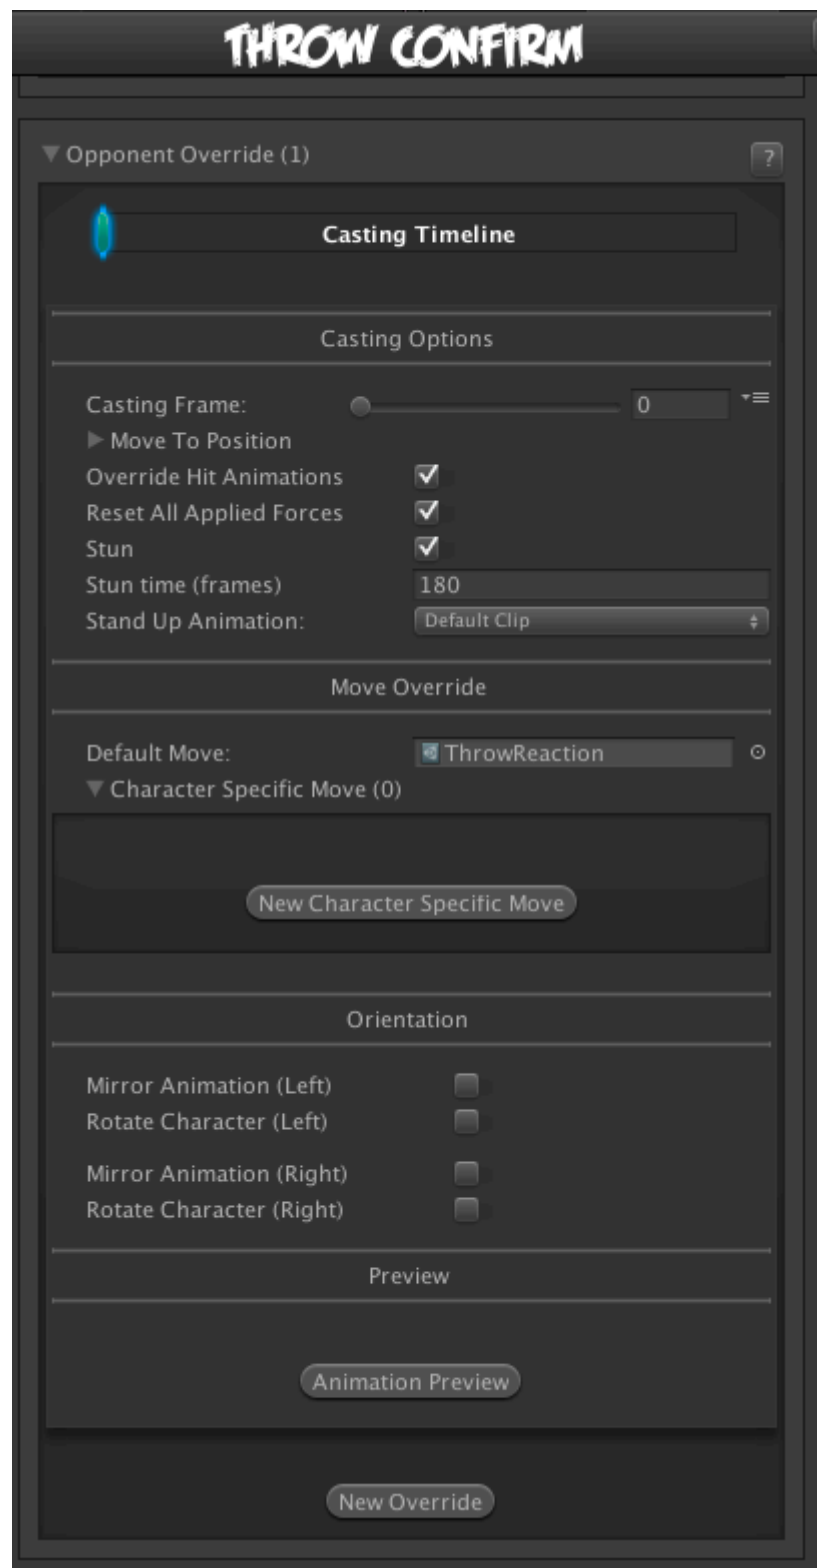 THROW CONFIRM
Opponent Override (1)
?
Casting Timeline
Casting Options
Casting Frame: 0
Move To Position
Override Hit Animations
Reset All Applied Forces
Stun
Stun time (frames) 180
Stand Up Animation: Default Clip
Move Override
Default Move: ThrowReaction
Character Specific Move (0)
New Character Specific Move
Orientation
Mirror Animation (Left)
Rotate Character (Left)
Mirror Animation (Right)
Rotate Character (Right)
Preview
Animation Preview
New Override